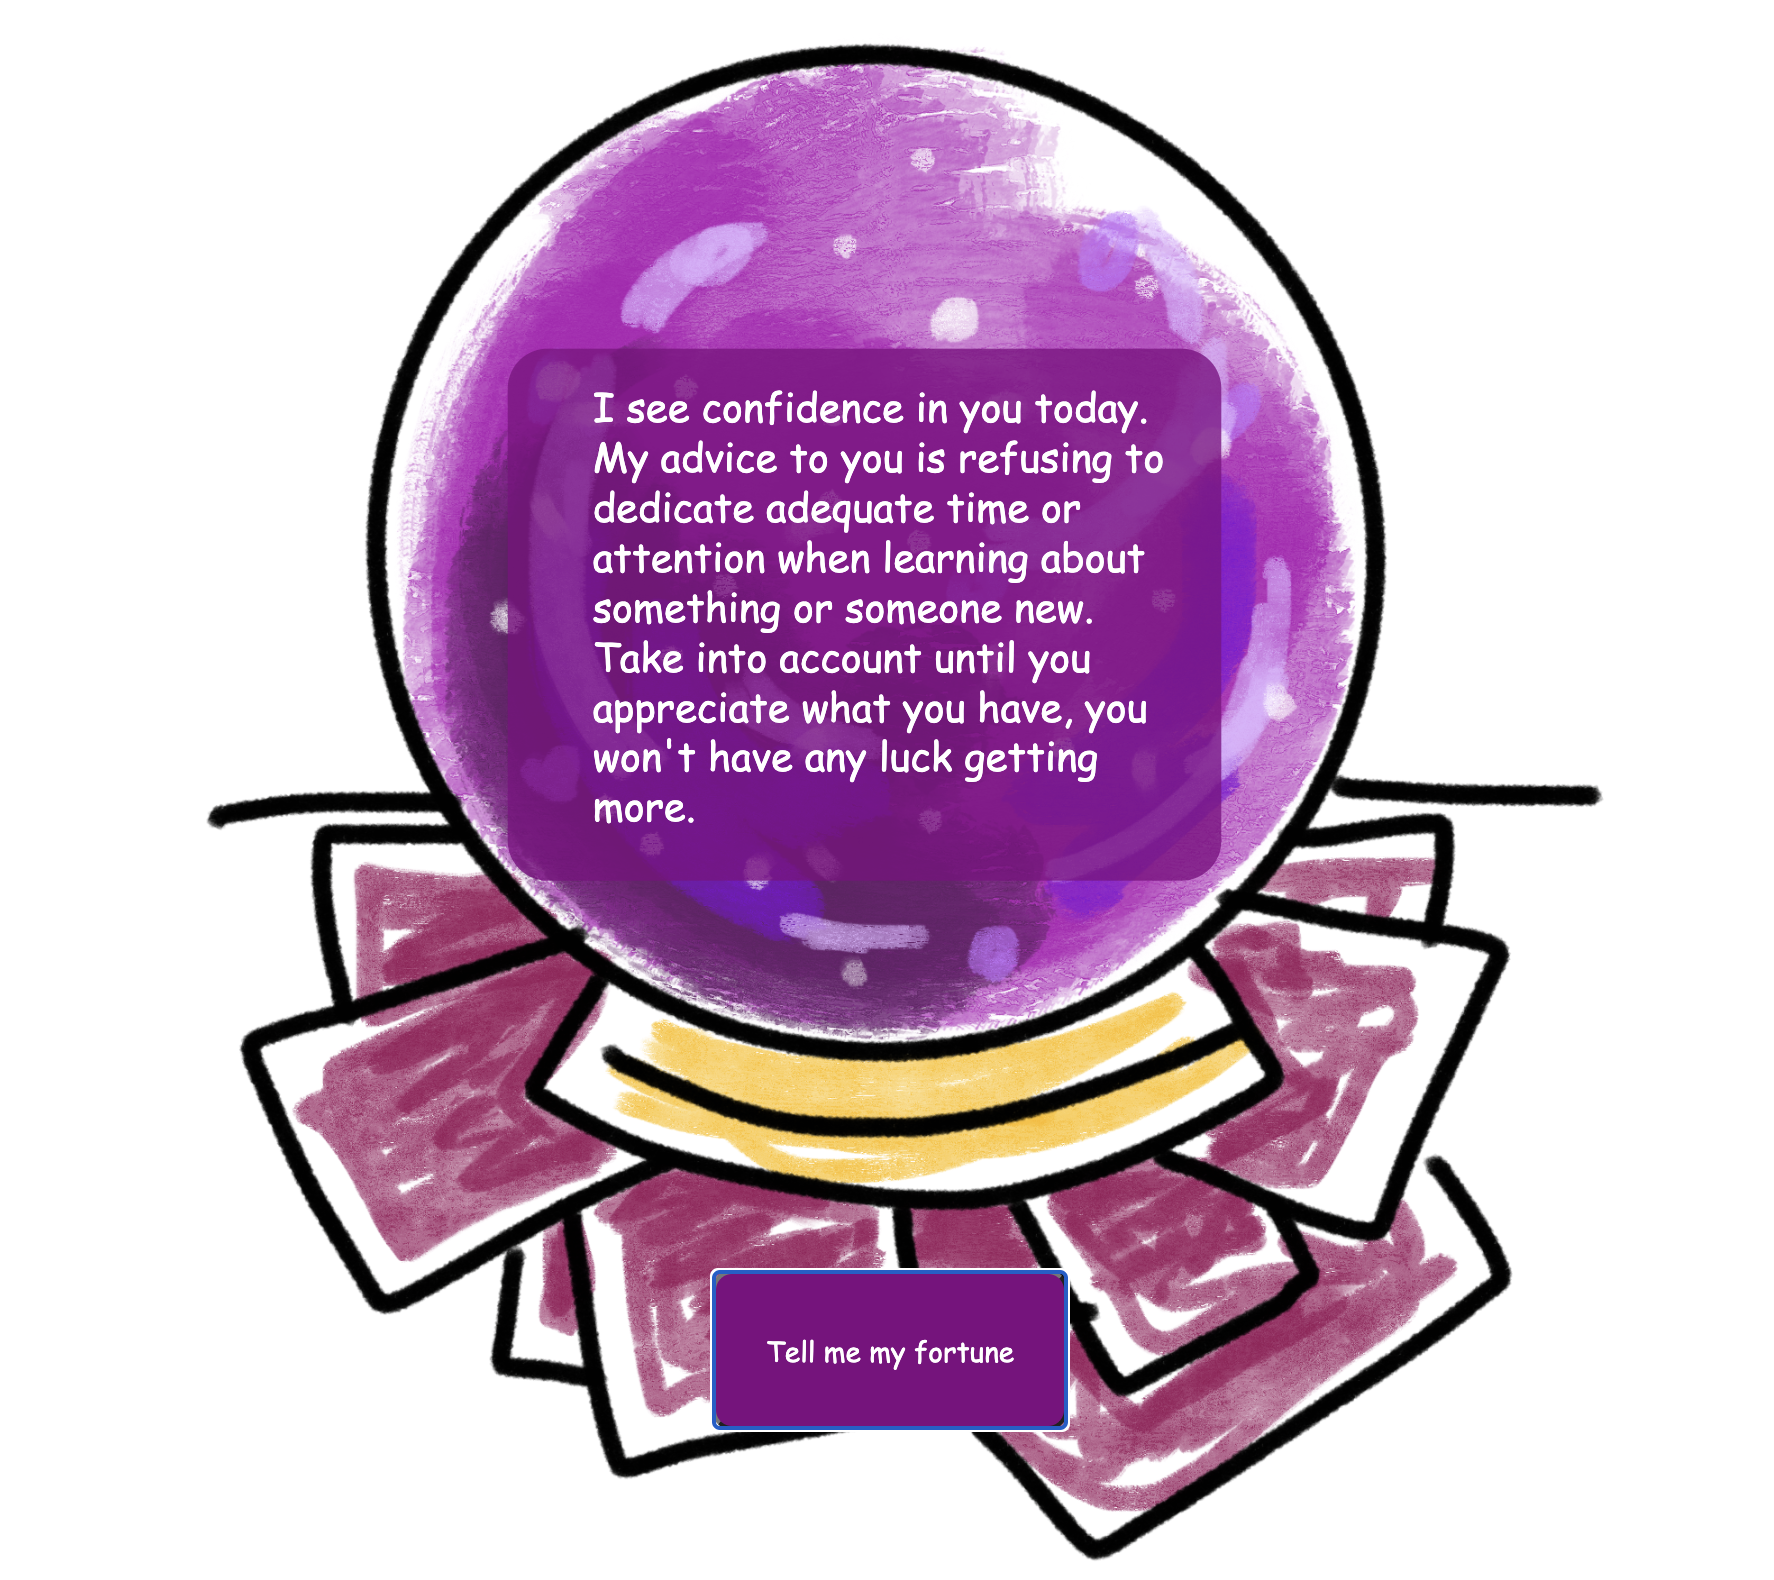 I see confidence in you today.
My advice to you is refusing to
dedicate adequate time or
attention when learning about
something or someone new.
Take into account until you
appreciate what you have, you
won't have any luck getting
more.
Tell me my fortune